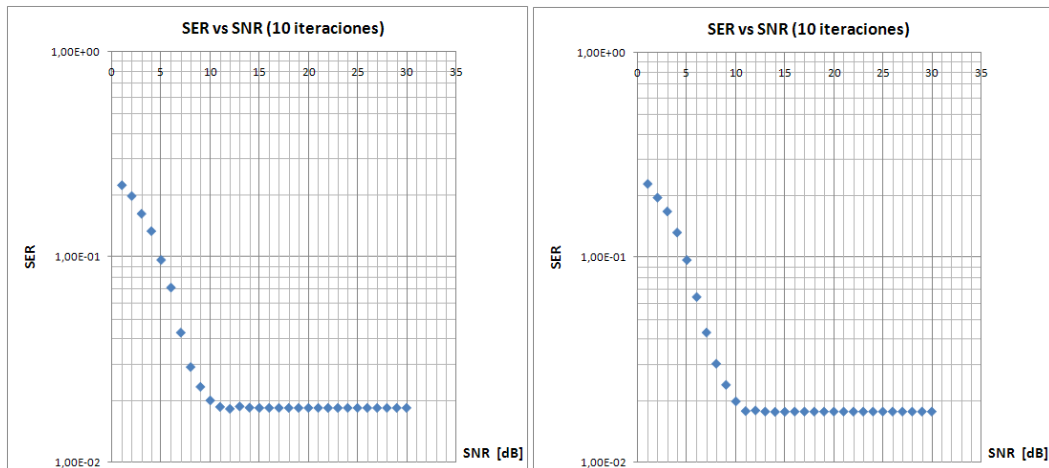 SER vs SNR (10 iteraciones)
1,00E+00
0 5 10 15 20 25 30 35
SER
1,00E-01
SNR [dB]
1,00E-02
SER vs SNR (10 iteraciones)
1,00E+00
0 5 10 15 20 25 30 35
SER
1,00E-01
SNR [dB]
1,00E-02